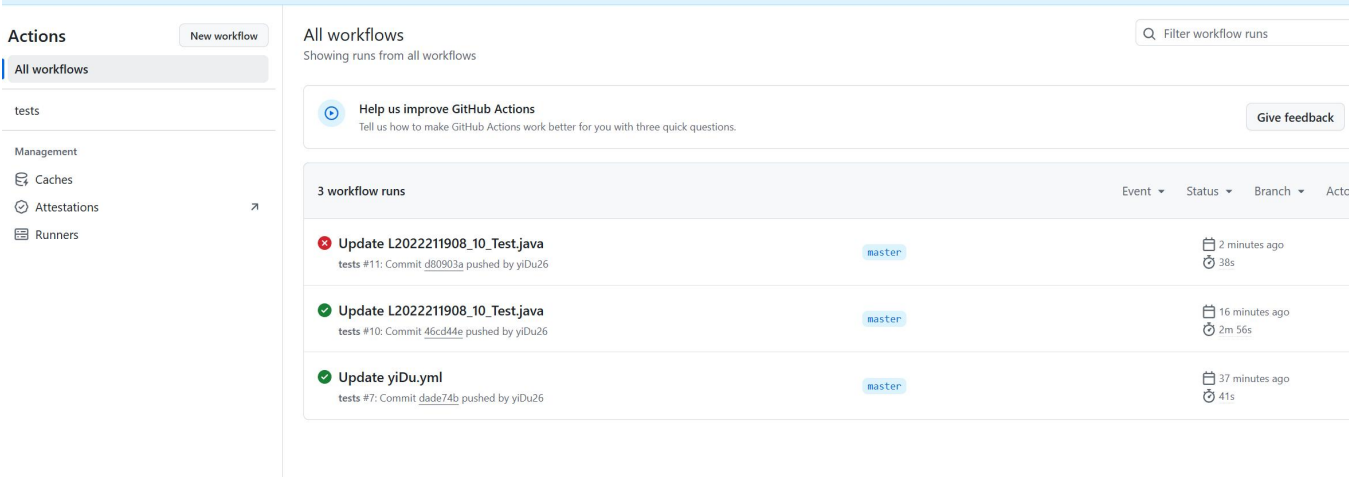 Actions
New workflow
All workflows
tests
Management
Caches
Attestations
Runners
All workflows
Showing runs from all workflows
Filter workflow runs
Help us improve GitHub Actions
Tell us how to make GitHub Actions work better for you with three quick questions.
Give feedback
3 workflow runs
Event
Status
Branch
Acto
Update L2022211908_10_Test.java
tests #11: Commit d80903a pushed by yiDu26
master
2 minutes ago
38s
Update L2022211908_10_Test.java
tests #10: Commit 46cd44e pushed by yiDu26
master
16 minutes ago
2m 56s
Update yiDu.yml
tests #7: Commit dade74b pushed by yiDu26
master
37 minutes ago
41s